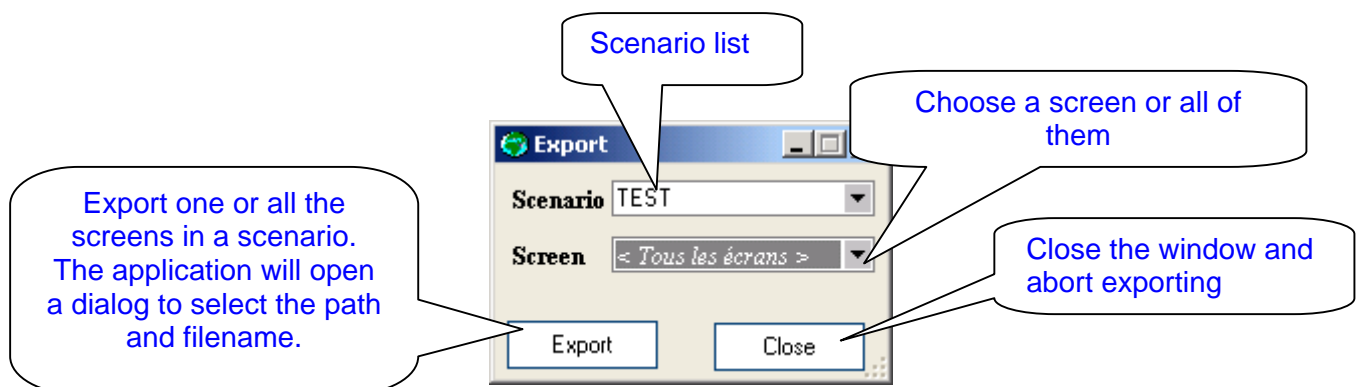 Scenario list
Choose a screen or all of
them
Export
Scenario TEST
Export one or all the
screens in a scenario.
The application will open
a dialog to select the path
and filename.
Screen < Tous les écrans >
Close the window and
abort exporting
Export Close